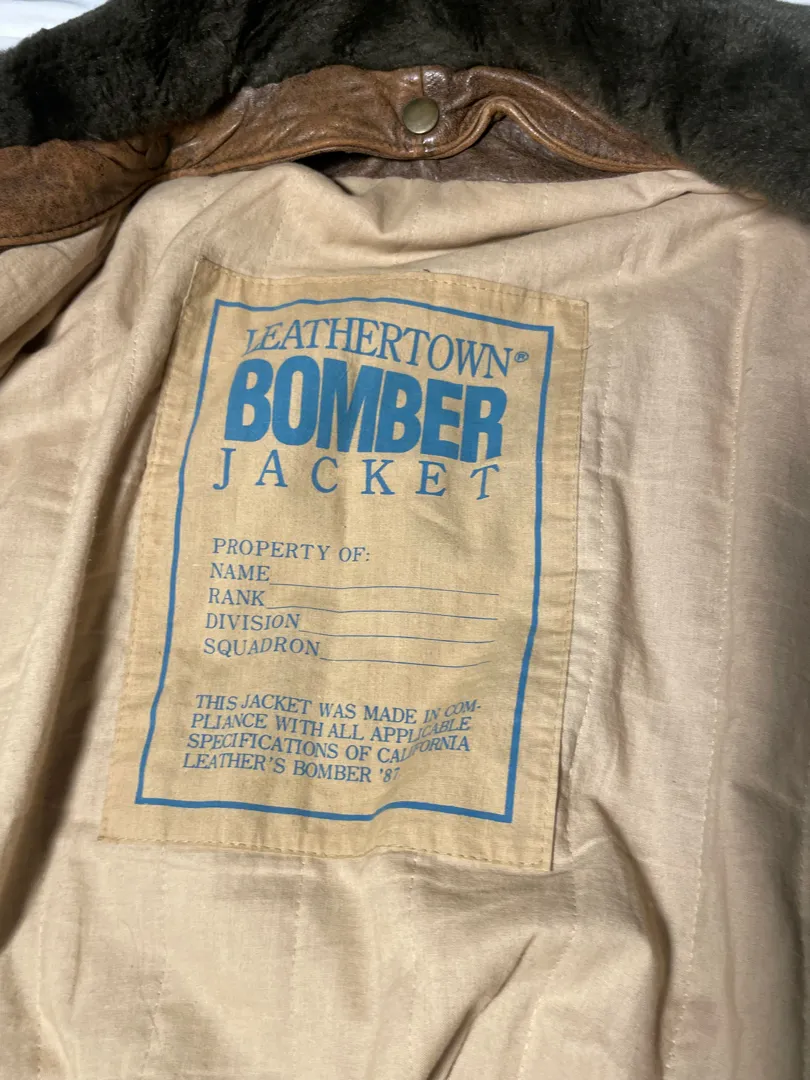 LEATHERTOWN®
BOMBER
JACKET
PROPERTY OF:
NAME
RANK
DIVISION
SQUADRON
THIS JACKET WAS MADE IN COM-
PLIANCE WITH ALL APPLICABLE
SPECIFICATIONS OF CALIFORNIA
LEATHER'S BOMBER '87